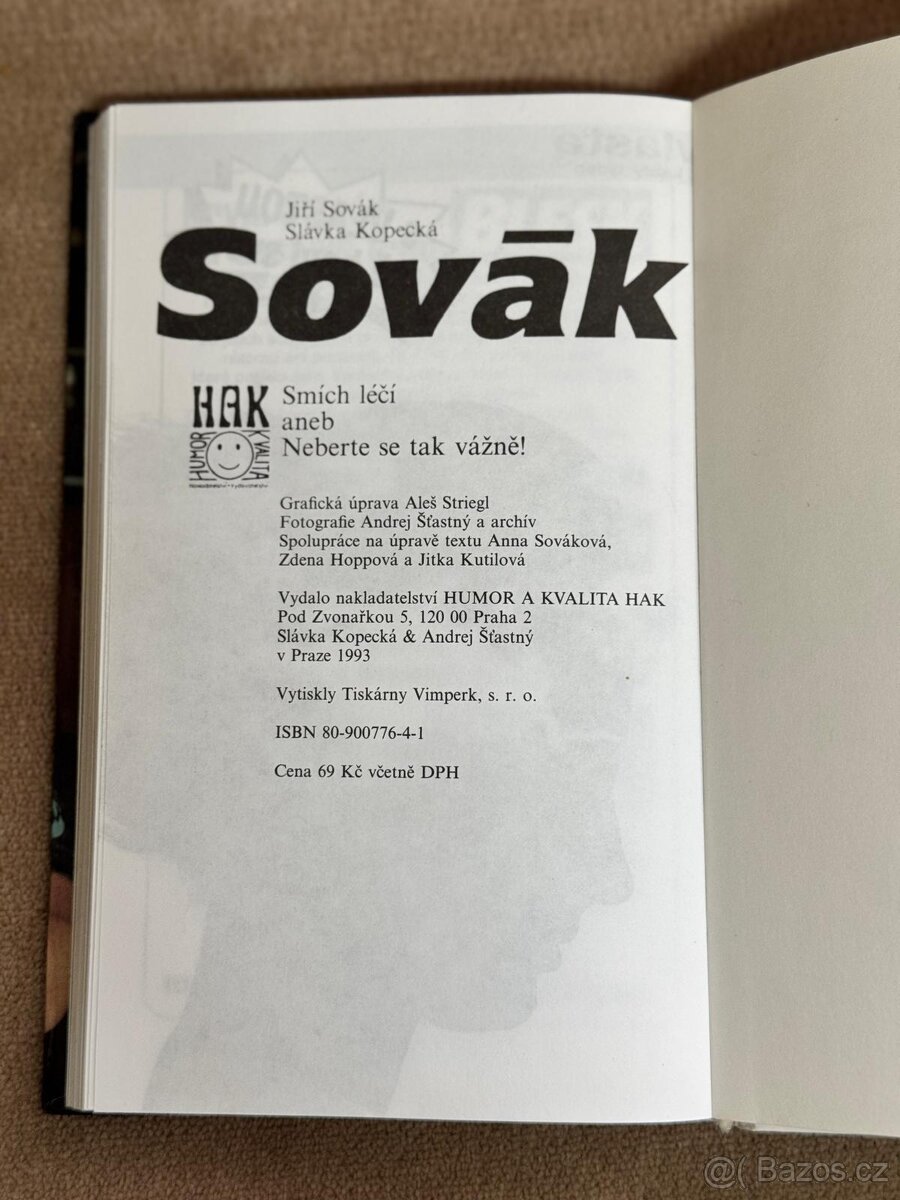 Jiří Sovák
Slávka Kopecká
Sovák
HAK
HUMOR
KVALITA
Smích léčí
aneb
Neberte se tak vážně!
Grafická úprava Aleš Striegl
Fotografie Andrej Šťastný a archív
Spolupráce na úpravě textu Anna Sováková,
Zdena Hoppová a Jitka Kutilová
Vydalo nakladatelství HUMOR A KVALITA HAK
Pod Zvonařkou 5, 120 00 Praha 2
Slávka Kopecká & Andrej Šťastný
v Praze 1993
Vytiskly Tiskárny Vimperk, s. r. o.
ISBN 80-900776-4-1
Cena 69 Kč včetně DPH
@( Bazos.cz